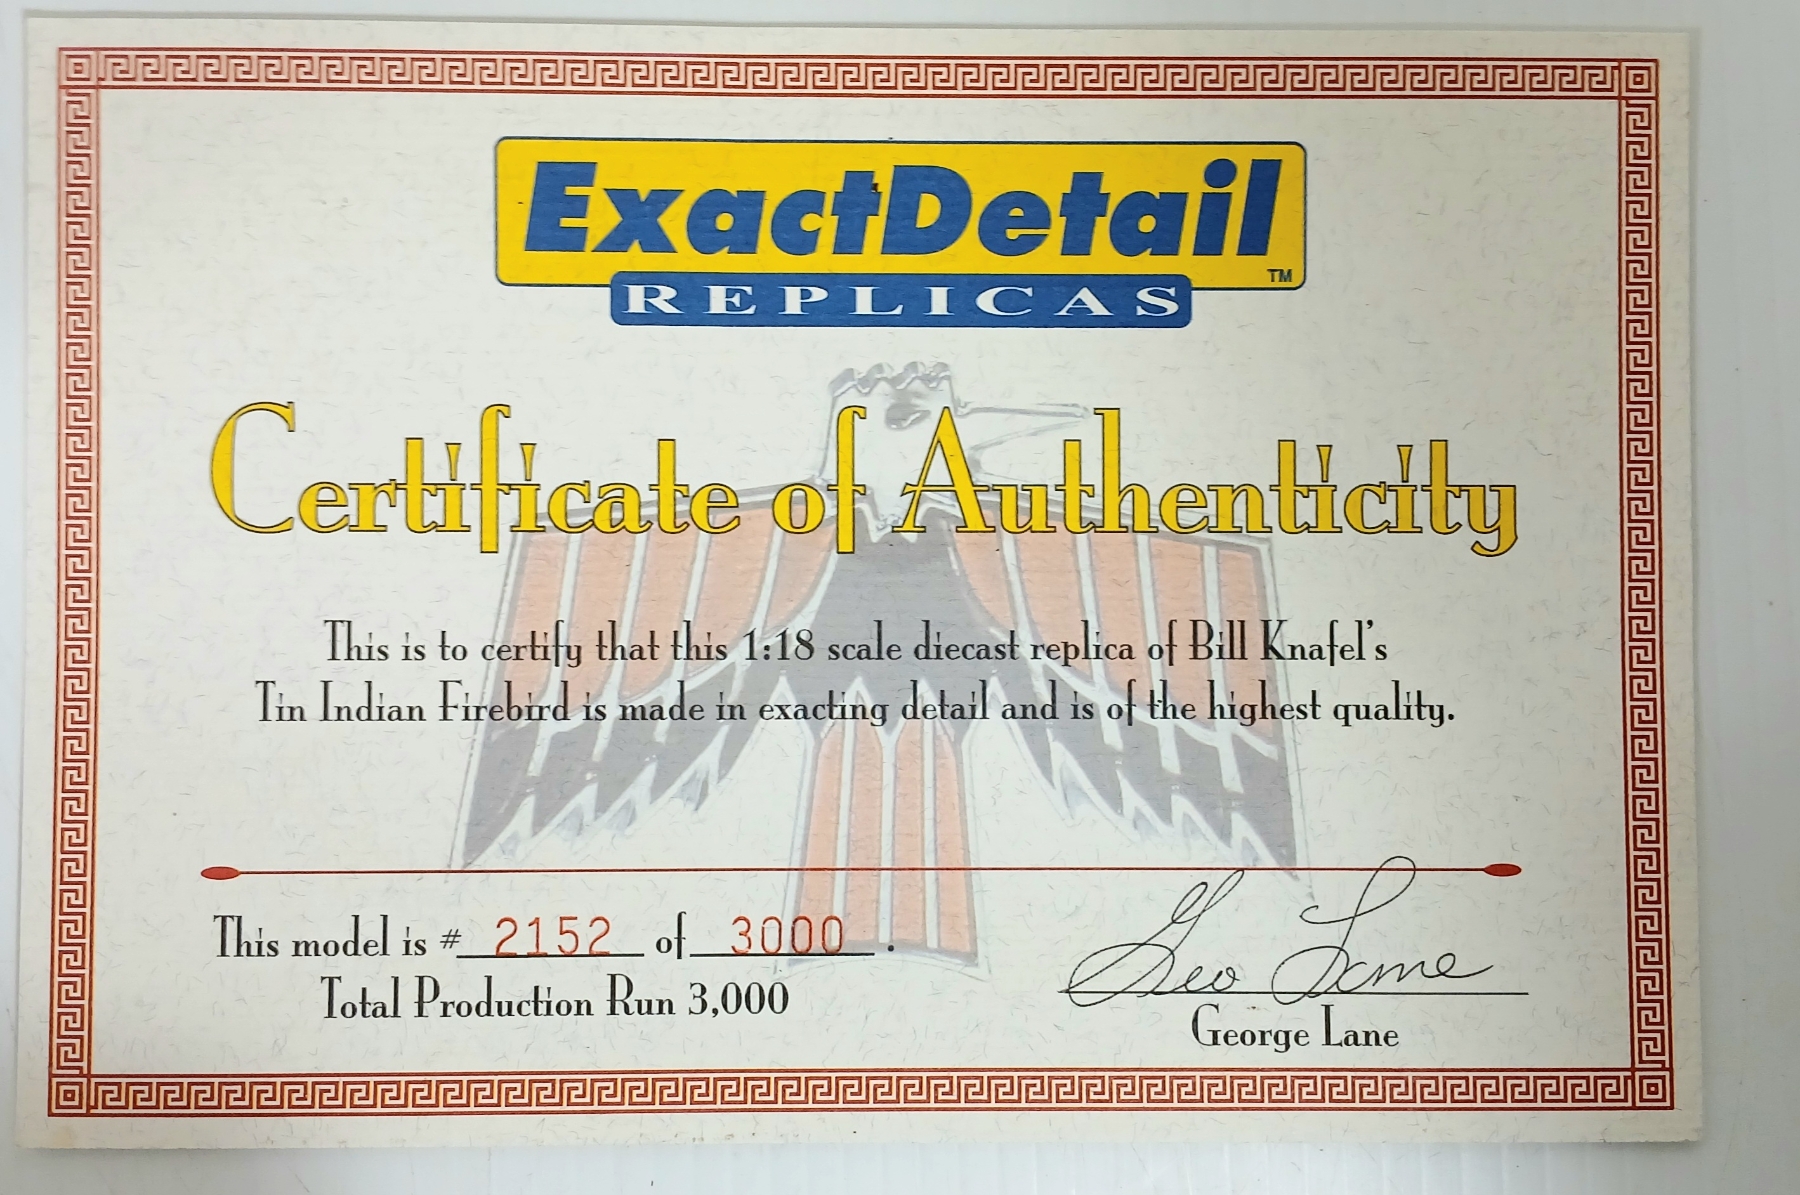 ExactDetail
TM
REPLICAS
Certificate of Authenticity
This is to certify that this 1:18 scale diecast replica of Bill Knafel's
Tin Indian Firebird is made in exacting detail and is of the highest quality.
This model is # 2152 of 3000 .
Total Production Run 3,000
Geo Lane
George Lane